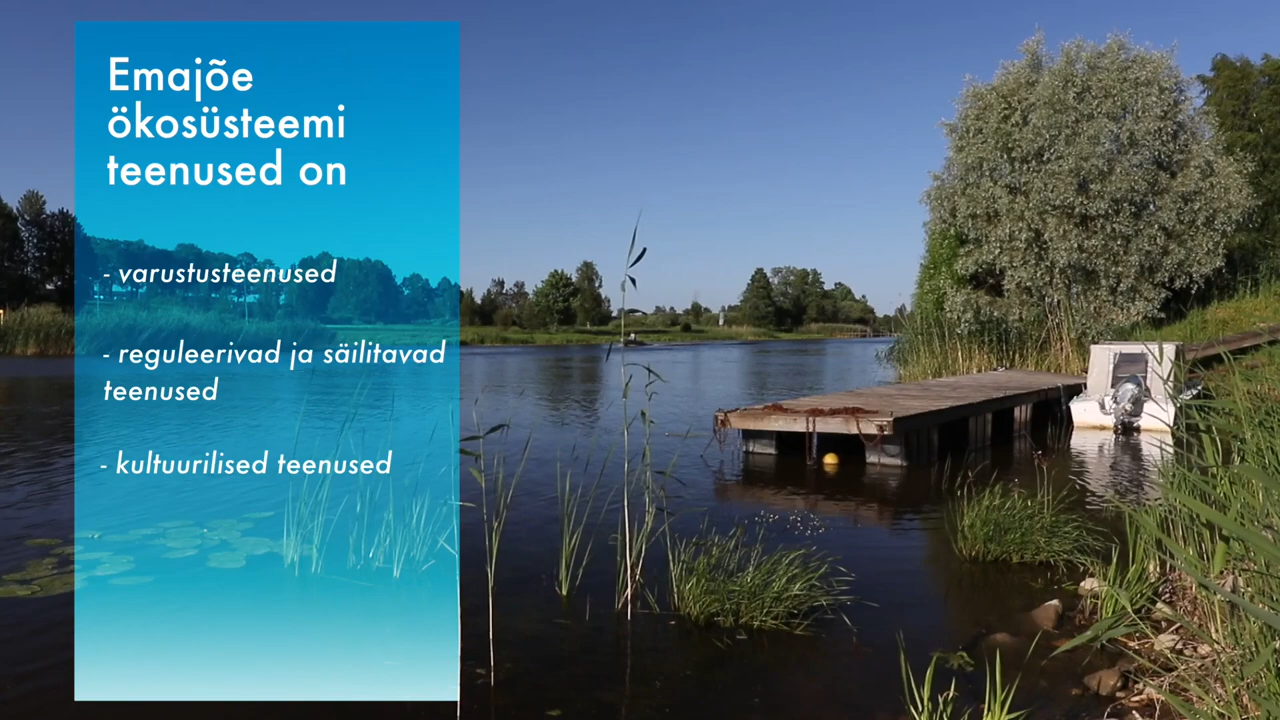 Emajõe
ökosüsteemi
teenused on
- varustusteenused
- reguleerivad ja säilitavad
teenused
- kultuurilised teenused